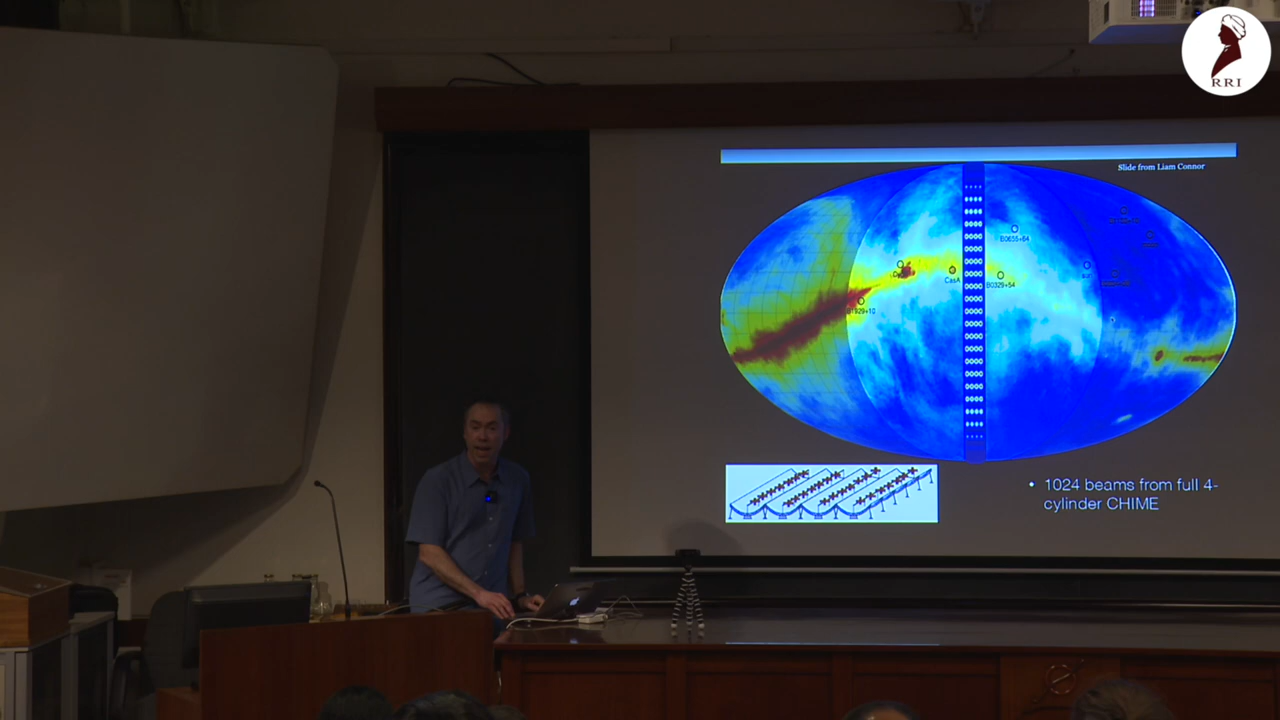 RRI
Slide from Liam Connor
B0655+64
CasA
B0329+54
B1929+10
• 1024 beams from full 4-
cylinder CHIME